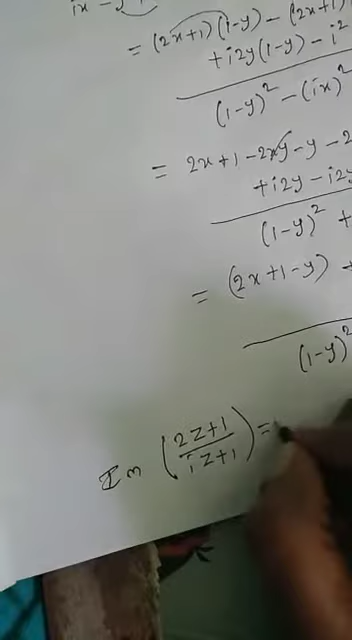 ix - y
= (2x+1)(1-y) - (2x+1)
+i2y(1-y) - i²
(1-y)² - (ix)²
= 2x+1-2xy-y-2
+i2y-i2y
(1-y)² +
= (2x+1-y) +
(1-y)²
Im (2z+1/iz+1) =